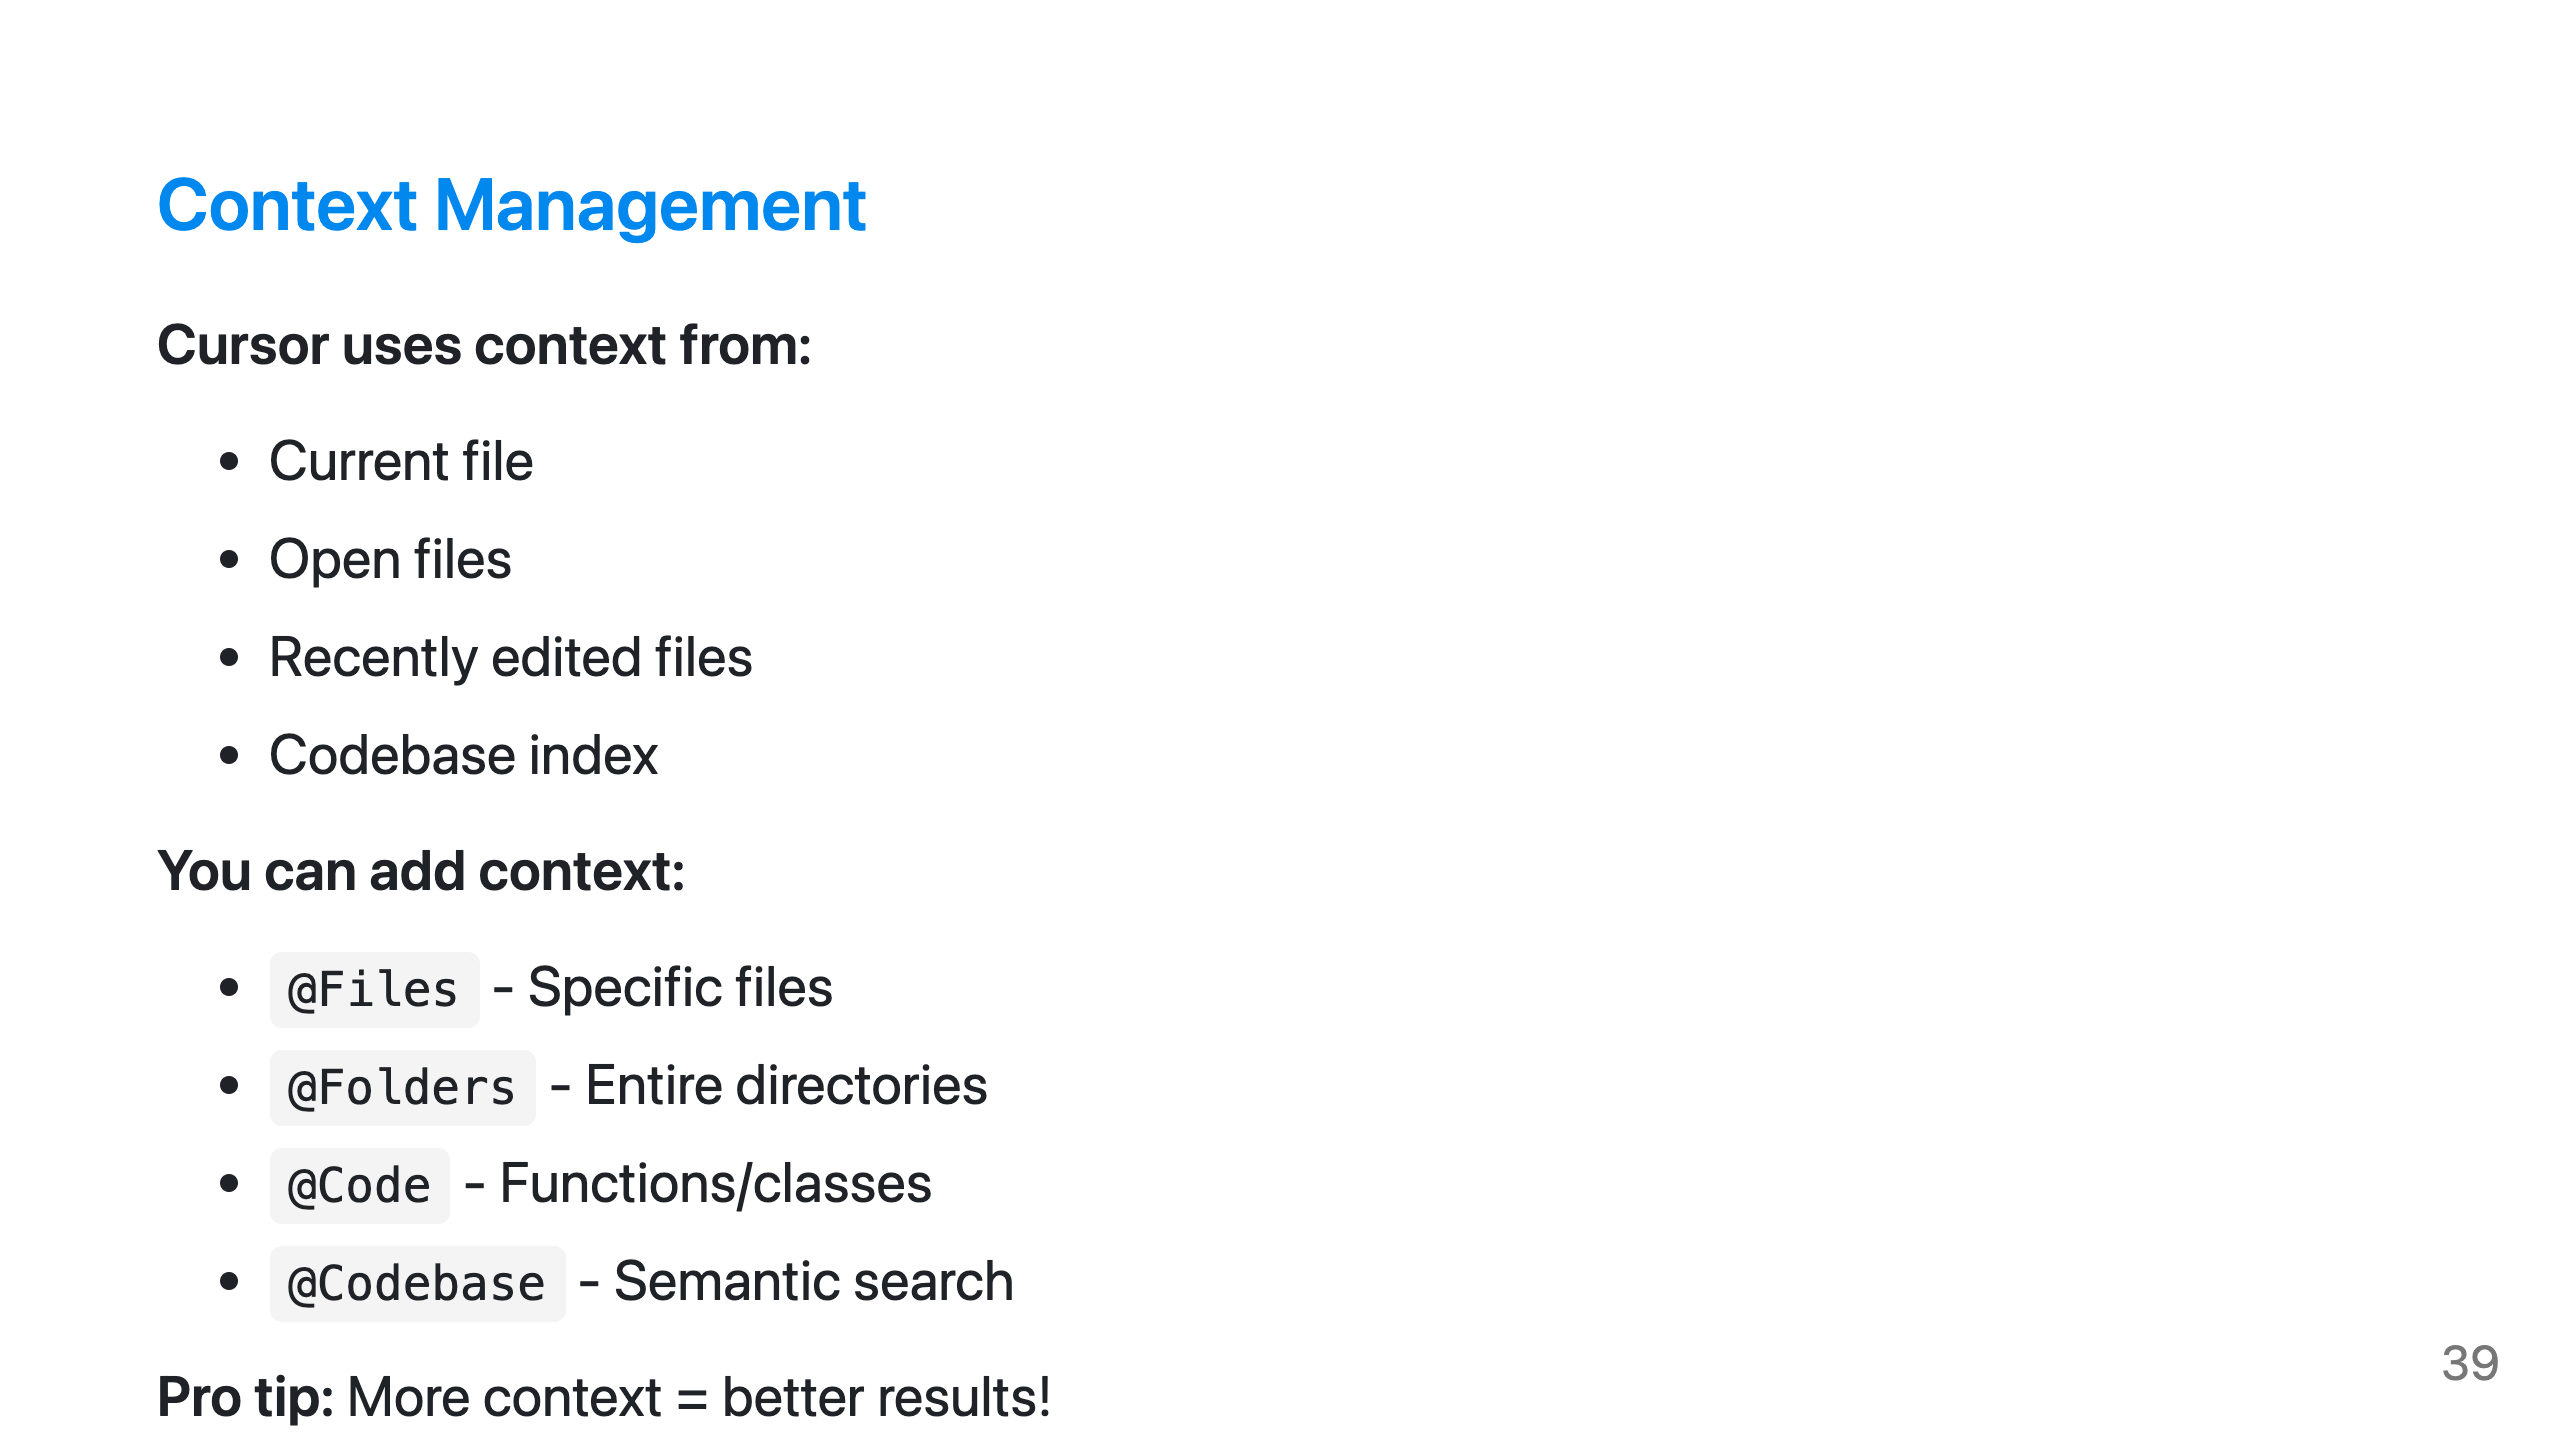 Context Management
Cursor uses context from:
• Current file
• Open files
• Recently edited files
• Codebase index
You can add context:
• @Files - Specific files
• @Folders - Entire directories
• @Code - Functions/classes
• @Codebase - Semantic search
Pro tip: More context = better results!
39